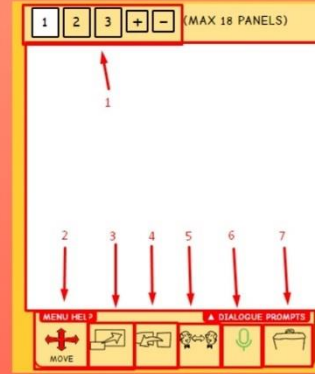 1 2 3 + − (MAX 18 PANELS)
1
2 3 4 5 6 7
MENU HELP ▲ DIALOGUE PROMPTS
MOVE